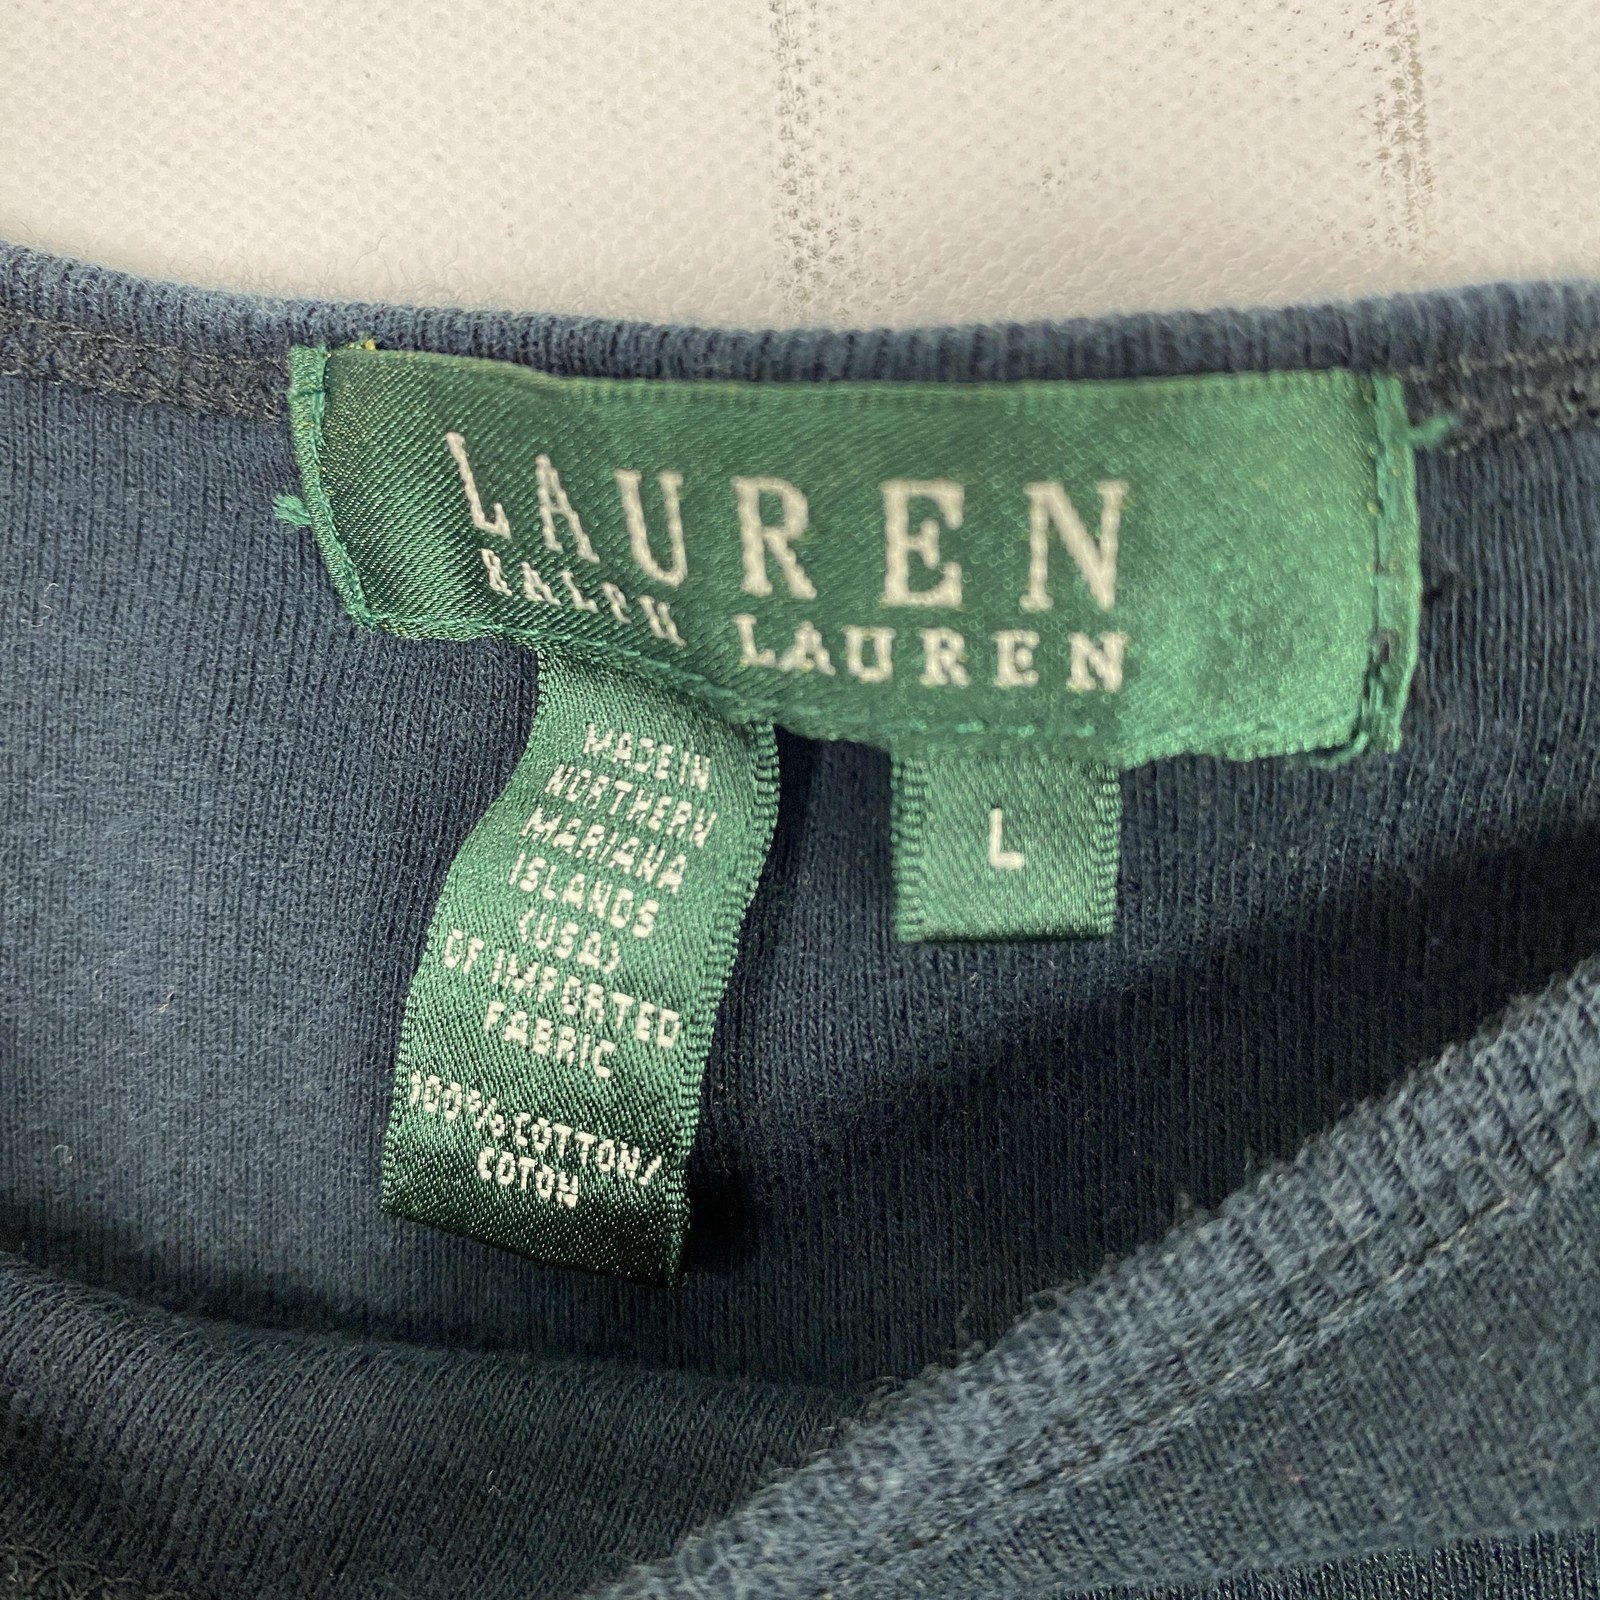 LAUREN
RALPH LAUREN
L
MADE IN
NORTHERN
MARIANA
ISLANDS
(USA)
OF IMPORTED
FABRIC
100% COTTON/
COTON